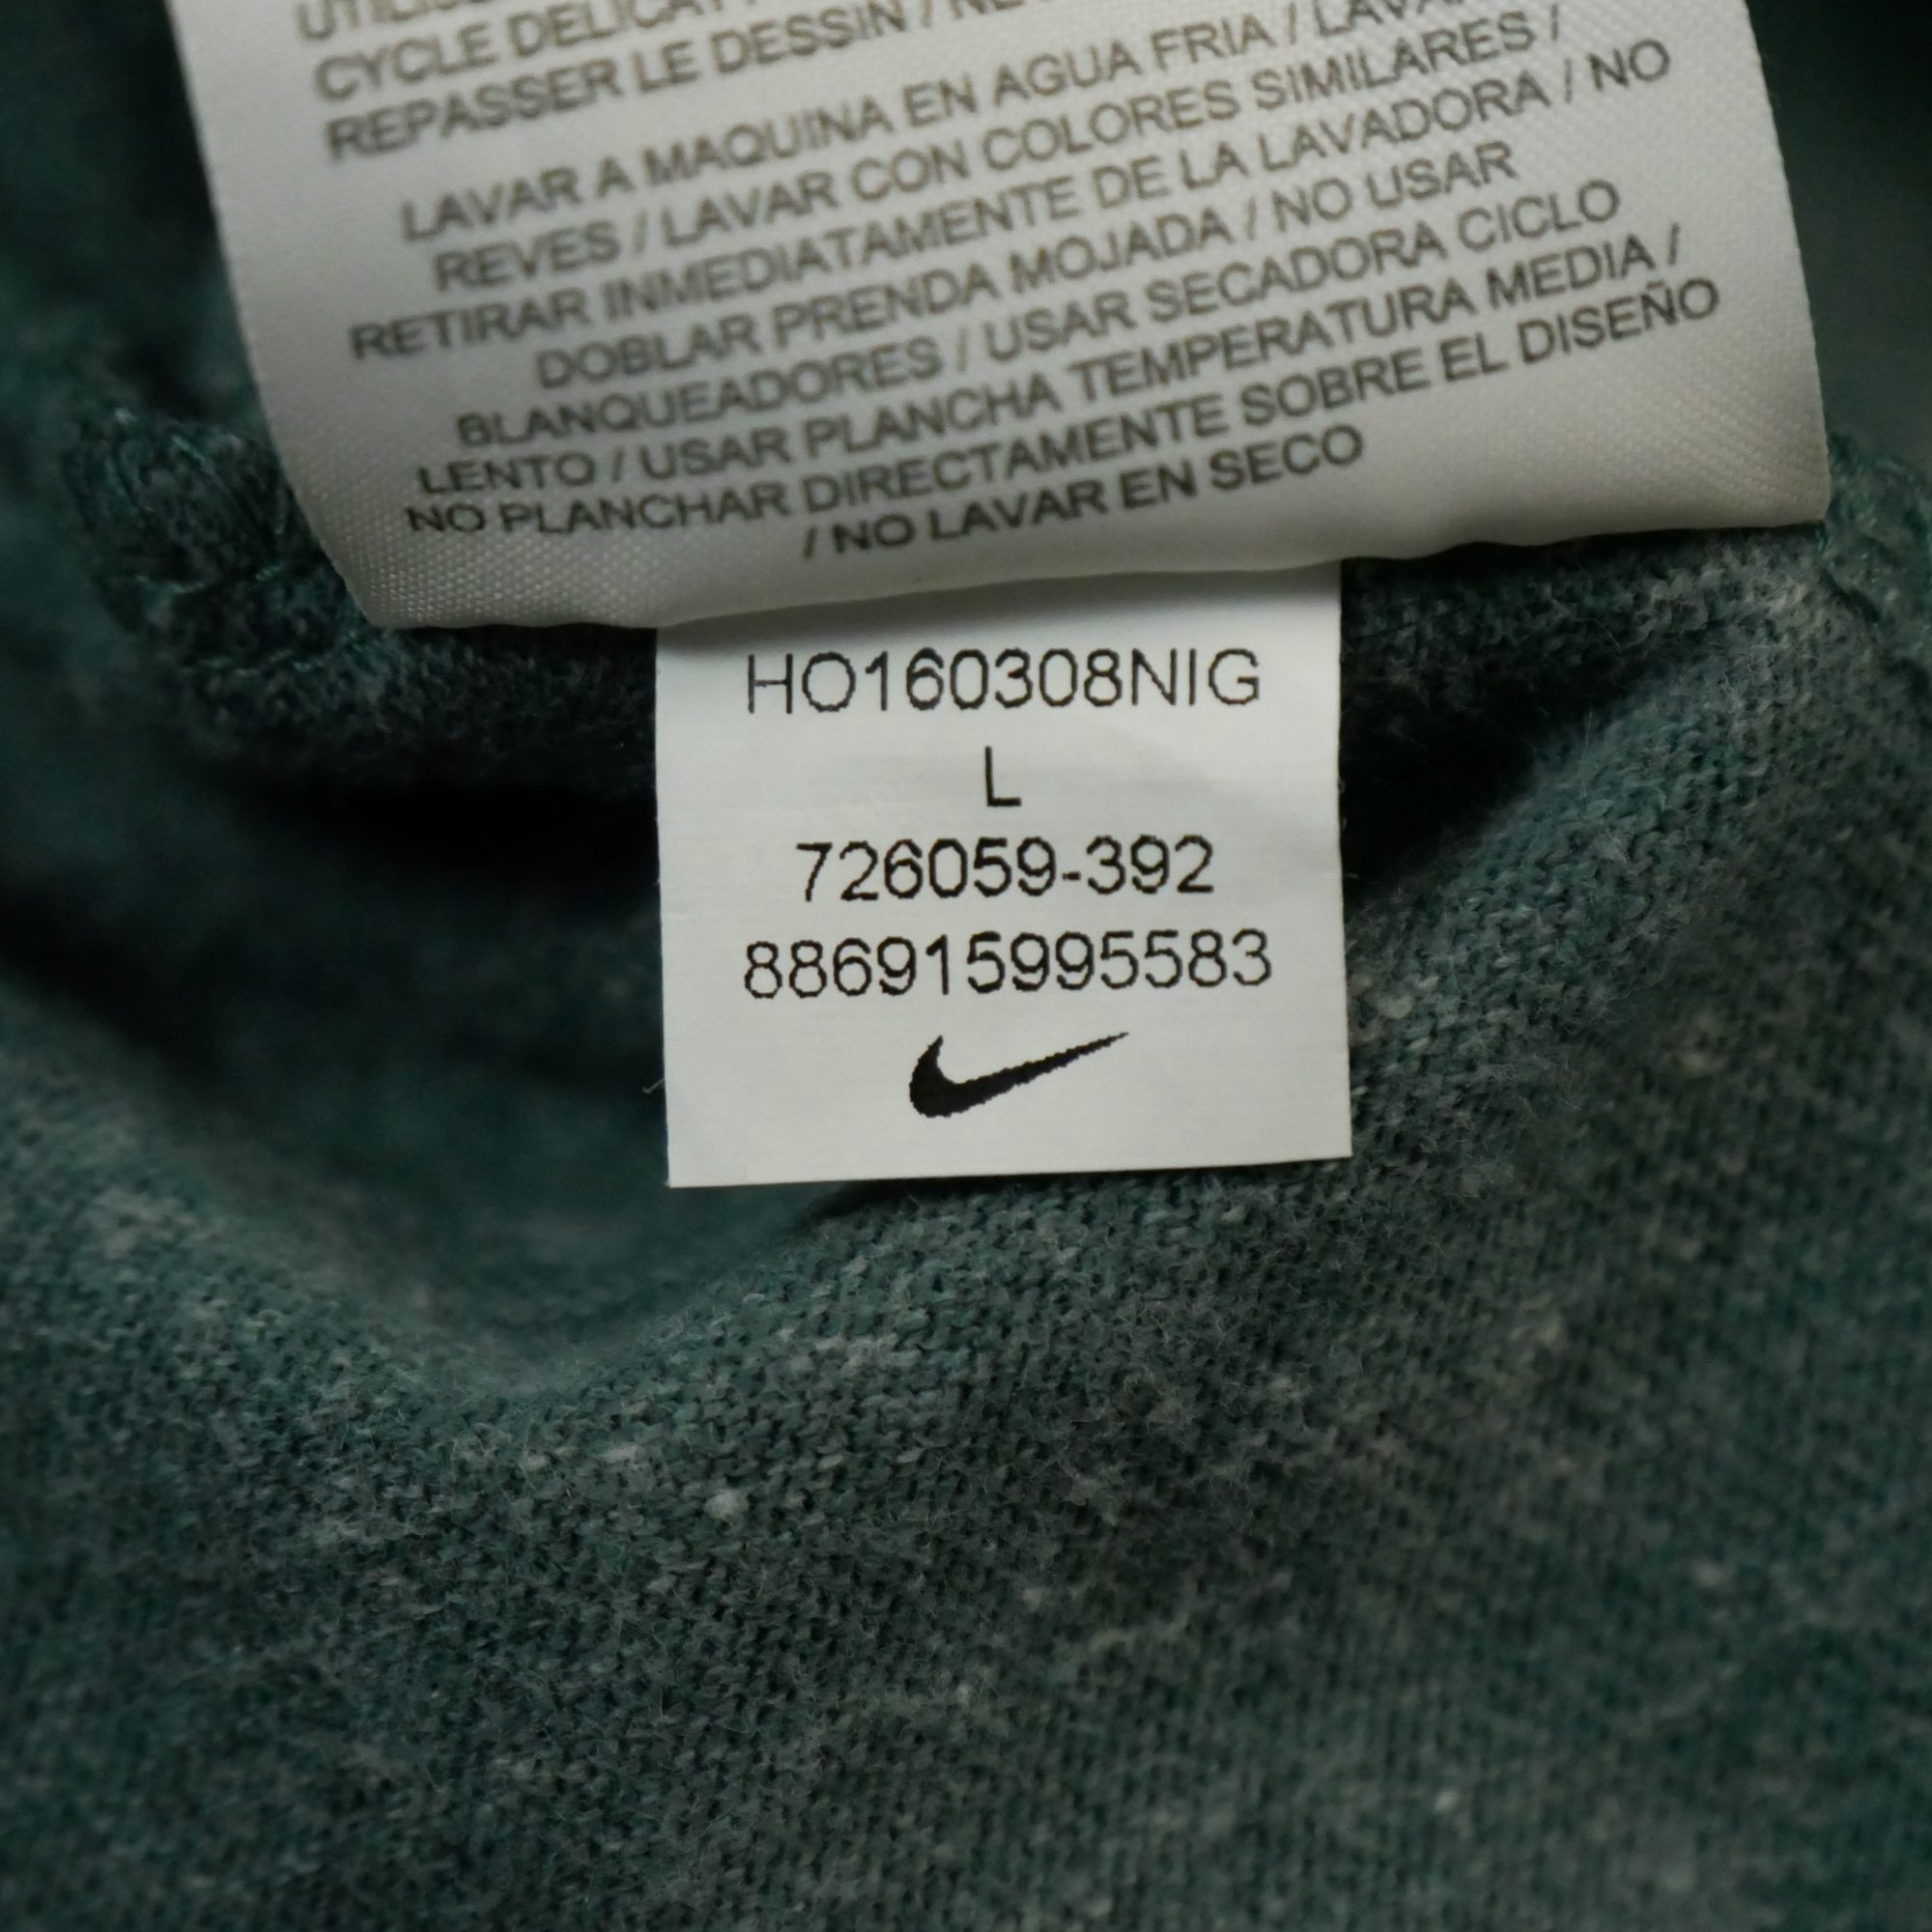 CYCLE
REPASSER LE DESSIN /
LAVAR A MAQUINA EN AGUA FRIA /
REVES / LAVAR CON COLORES SIMILARES /
RETIRAR INMEDIATAMENTE DE LA LAVADORA / NO
DOBLAR PRENDA MOJADA / NO USAR
BLANQUEADORES / USAR SECADORA CICLO
LENTO / USAR PLANCHA TEMPERATURA MEDIA /
NO PLANCHAR DIRECTAMENTE SOBRE EL DISEÑO
/ NO LAVAR EN SECO
HO160308NIG
L
726059-392
886915995583